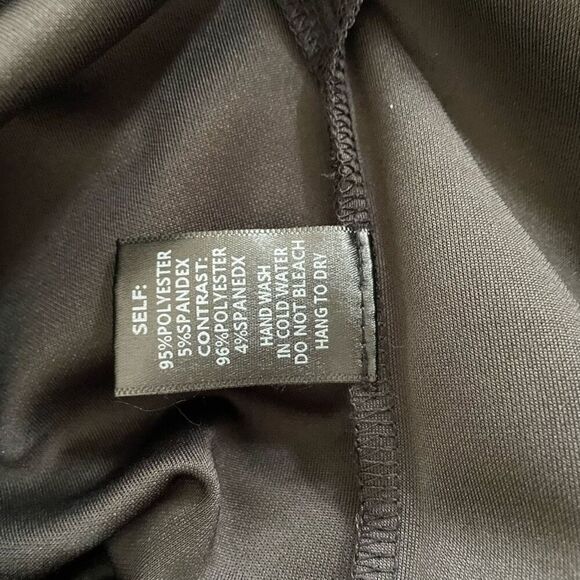 SELF:
95%POLYESTER
5%SPANDEX
CONTRAST:
96%POLYESTER
4%SPANEDX
HAND WASH
IN COLD WATER
DO NOT BLEACH
HANG TO DRY